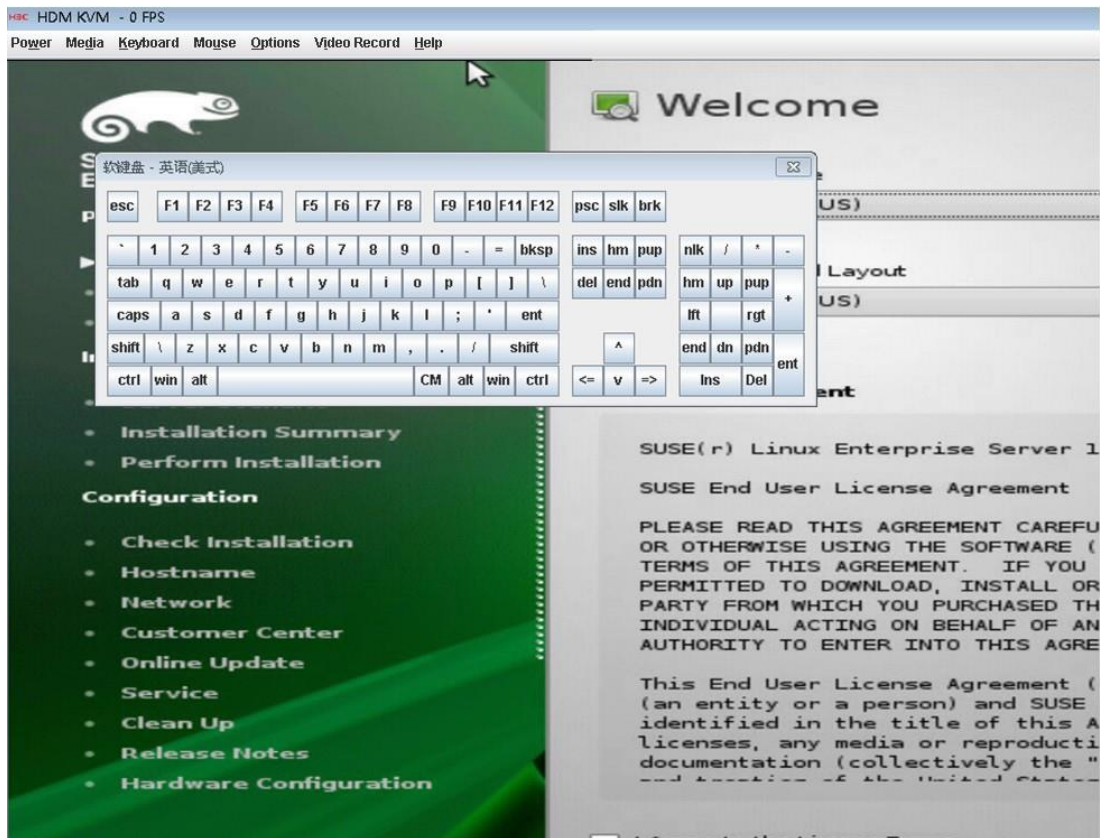 H3C HDM KVM - 0 FPS
Power Media Keyboard Mouse Options Video Record Help
Welcome
软键盘 - 英语(美式)
esc F1 F2 F3 F4 F5 F6 F7 F8 F9 F10 F11 F12 psc slk brk
US)
` 1 2 3 4 5 6 7 8 9 0 - = bksp ins hm pup nlk / * -
tab q w e r t y u i o p [ ] \ del end pdn hm up pup +
Layout
caps a s d f g h j k l ; ' ent lft rgt
US)
shift \ z x c v b n m , . / shift ^ end dn pdn ent
ctrl win alt CM alt win ctrl <= v => Ins Del
Installation Summary
Perform Installation
Configuration
Check Installation
Hostname
Network
Customer Center
Online Update
Service
Clean Up
Release Notes
Hardware Configuration
SUSE(r) Linux Enterprise Server 1
SUSE End User License Agreement
PLEASE READ THIS AGREEMENT CAREFU
OR OTHERWISE USING THE SOFTWARE (
TERMS OF THIS AGREEMENT. IF YOU
PERMITTED TO DOWNLOAD, INSTALL OR
PARTY FROM WHICH YOU PURCHASED TH
INDIVIDUAL ACTING ON BEHALF OF AN
AUTHORITY TO ENTER INTO THIS AGRE
This End User License Agreement (
(an entity or a person) and SUSE
identified in the title of this A
licenses, any media or reproducti
documentation (collectively the "